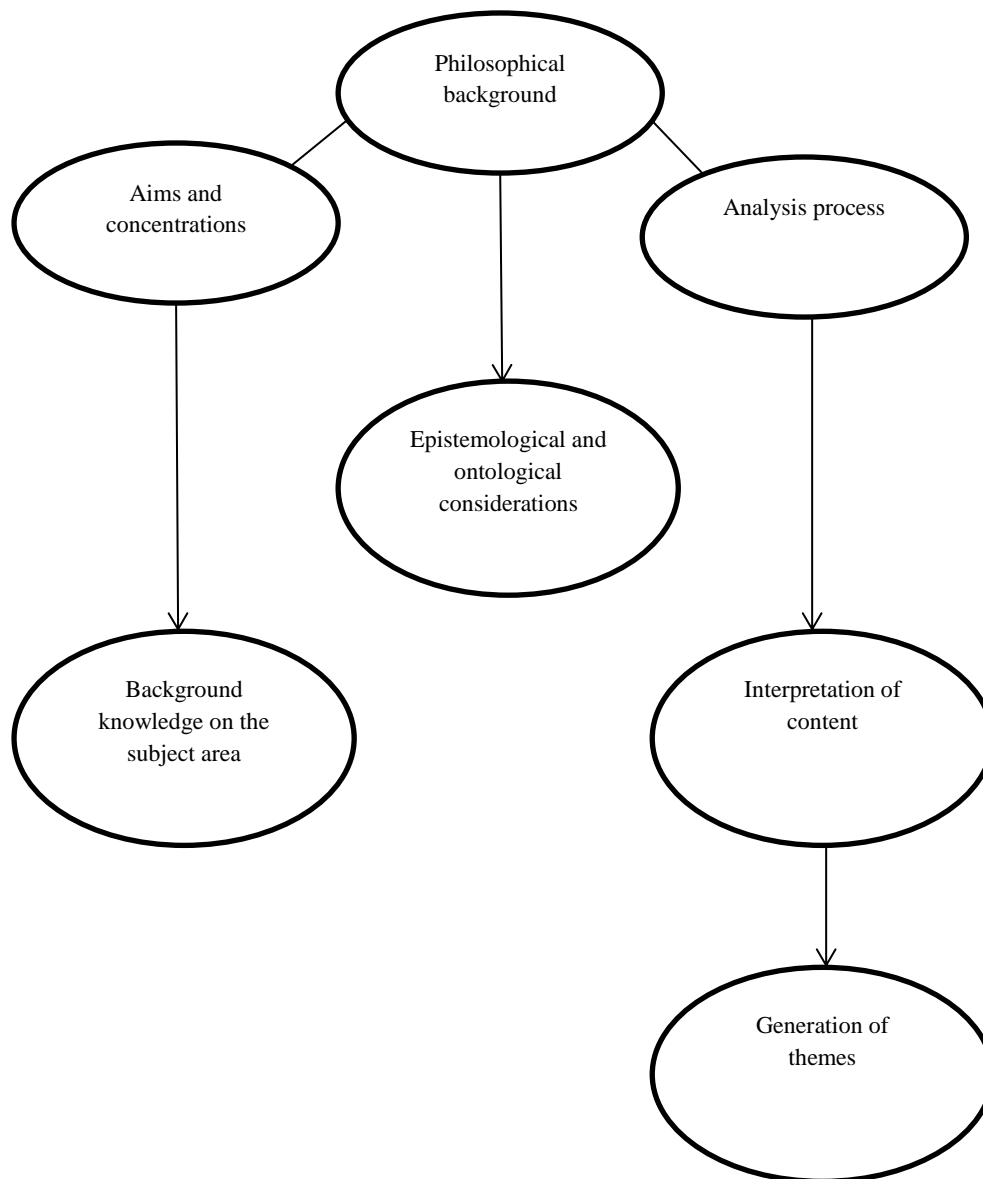 Philosophical
background
Aims and
concentrations
Analysis process
Epistemological and
ontological
considerations
Background
knowledge on the
subject area
Interpretation of
content
Generation of
themes